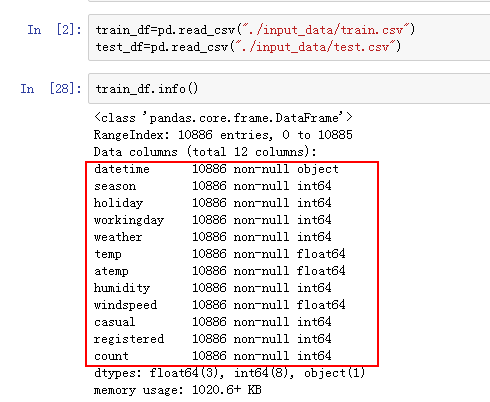 In [2]: train_df=pd.read_csv("./input_data/train.csv")
test_df=pd.read_csv("./input_data/test.csv")
In [28]: train_df.info()
<class 'pandas.core.frame.DataFrame'>
RangeIndex: 10886 entries, 0 to 10885
Data columns (total 12 columns):
datetime 10886 non-null object
season 10886 non-null int64
holiday 10886 non-null int64
workingday 10886 non-null int64
weather 10886 non-null int64
temp 10886 non-null float64
atemp 10886 non-null float64
humidity 10886 non-null int64
windspeed 10886 non-null float64
casual 10886 non-null int64
registered 10886 non-null int64
count 10886 non-null int64
dtypes: float64(3), int64(8), object(1)
memory usage: 1020.6+ KB